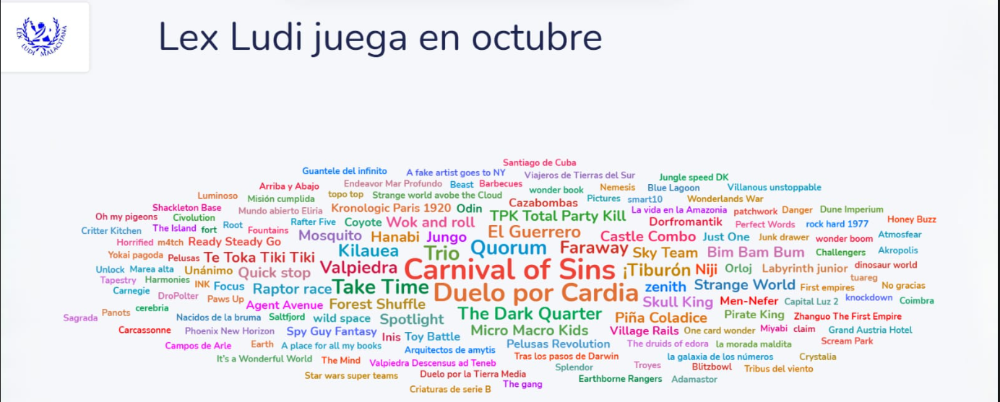 LEX LUDI MALACITANA
Lex Ludi juega en octubre
Santiago de Cuba
Guantele del infinito
A fake artist goes to NY
Viajeros de Tierras del Sur
Jungle speed DK
Arriba y Abajo
Endeavor Mar Profundo
Beast
Barbecues
wonder book
Nemesis
Blue Lagoon
Villanous unstoppable
Luminoso
Misión cumplida
topo top
Strange world avobe the Cloud
Cazabombas
Pictures
smart10
Wonderlands War
Shackleton Base
Mundo abierto Eliria
Kronologic Paris 1920
Odin
TPK Total Party Kill
La vida en la Amazonia
patchwork
Danger
Dune Imperium
Oh my pigeons
Civolution
Root
Rafter Five
Coyote
Wok and roll
Dorfromantik
Perfect Words
rock hard 1977
Honey Buzz
Critter Kitchen
The Island
fort
Fountains
Mosquito
Hanabi
Jungo
El Guerrero
Castle Combo
Just One
Junk drawer
wonder boom
Atmosfear
Horrified
m4tch
Ready Steady Go
Kilauea
Trio
Quorum
Faraway
Sky Team
Bim Bam Bum
Challengers
Akropolis
Yokai pagoda
Pelusas
Te Toka Tiki Tiki
Valpiedra
Carnival of Sins
¡Tiburón
Niji
Orloj
Labyrinth junior
dinosaur world
Unlock
Marea alta
Unánimo
Quick stop
tuareg
Tapestry
Harmonies
INK
Focus
Raptor race
Take Time
Duelo por Cardia
zenith
Strange World
First empires
No gracias
Carnegie
DroPolter
Paws Up
Agent Avenue
Forest Shuffle
Skull King
Men-Nefer
Capital Luz 2
knockdown
Coimbra
Sagrada
Panots
cerebria
Nacidos de la bruma
Saltfjord
wild space
Spotlight
The Dark Quarter
Piña Coladice
Pirate King
Zhanguo The First Empire
Carcassonne
Phoenix New Horizon
Spy Guy Fantasy
Inis
Toy Battle
Micro Macro Kids
Village Rails
One card wonder
Miyabi
claim
Grand Austria Hotel
Campos de Arle
Earth
A place for all my books
Arquitectos de amytis
Pelusas Revolution
The druids of edora
la morada maldita
Scream Park
It's a Wonderful World
The Mind
Valpiedra Descensus ad Teneb
Tras los pasos de Darwin
la galaxia de los números
Crystalia
Splendor
Troyes
Blitzbowl
Tribus del viento
Star wars super teams
Duelo por la Tierra Media
Earthborne Rangers
Adamastor
Criaturas de serie B
The gang